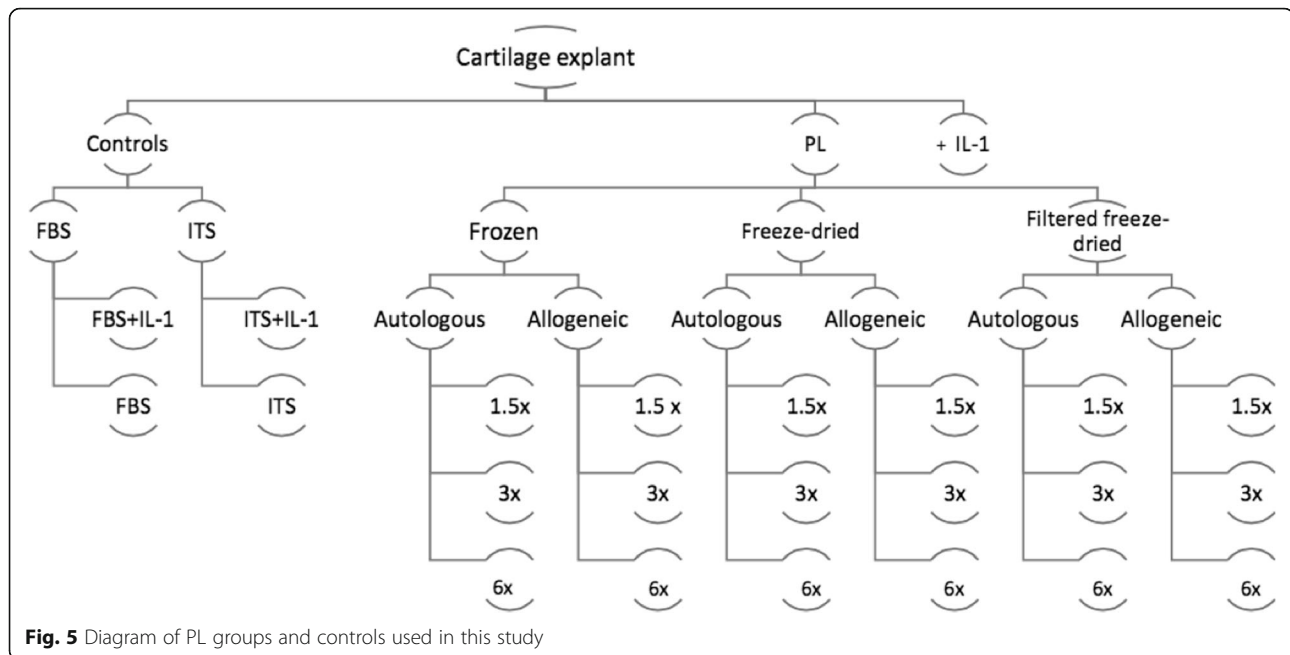 Cartilage explant
Controls PL + IL-1
FBS ITS Frozen Freeze-dried Filtered freeze-
dried
FBS+IL-1 ITS+IL-1 Autologous Allogeneic Autologous Allogeneic Autologous Allogeneic
FBS ITS 1.5x 1.5 x 1.5x 1.5x 1.5x 1.5x
3x 3x 3x 3x 3x 3x
6x 6x 6x 6x 6x 6x
Fig. 5 Diagram of PL groups and controls used in this study